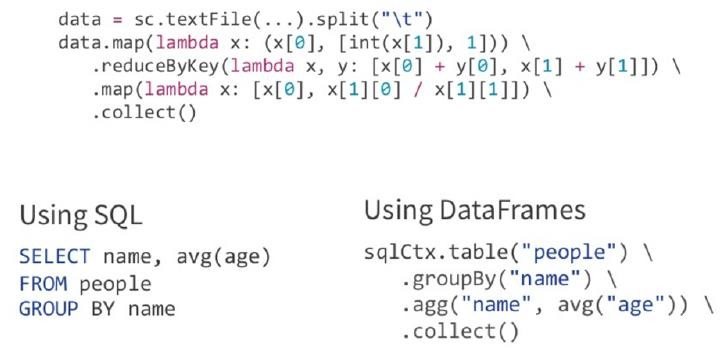 data = sc.textFile(...).split("\t")
data.map(lambda x: (x[0], [int(x[1]), 1])) \
.reduceByKey(lambda x, y: [x[0] + y[0], x[1] + y[1]]) \
.map(lambda x: [x[0], x[1][0] / x[1][1]]) \
.collect()
Using SQL
SELECT name, avg(age)
FROM people
GROUP BY name
Using DataFrames
sqlCtx.table("people") \
.groupBy("name") \
.agg("name", avg("age")) \
.collect()